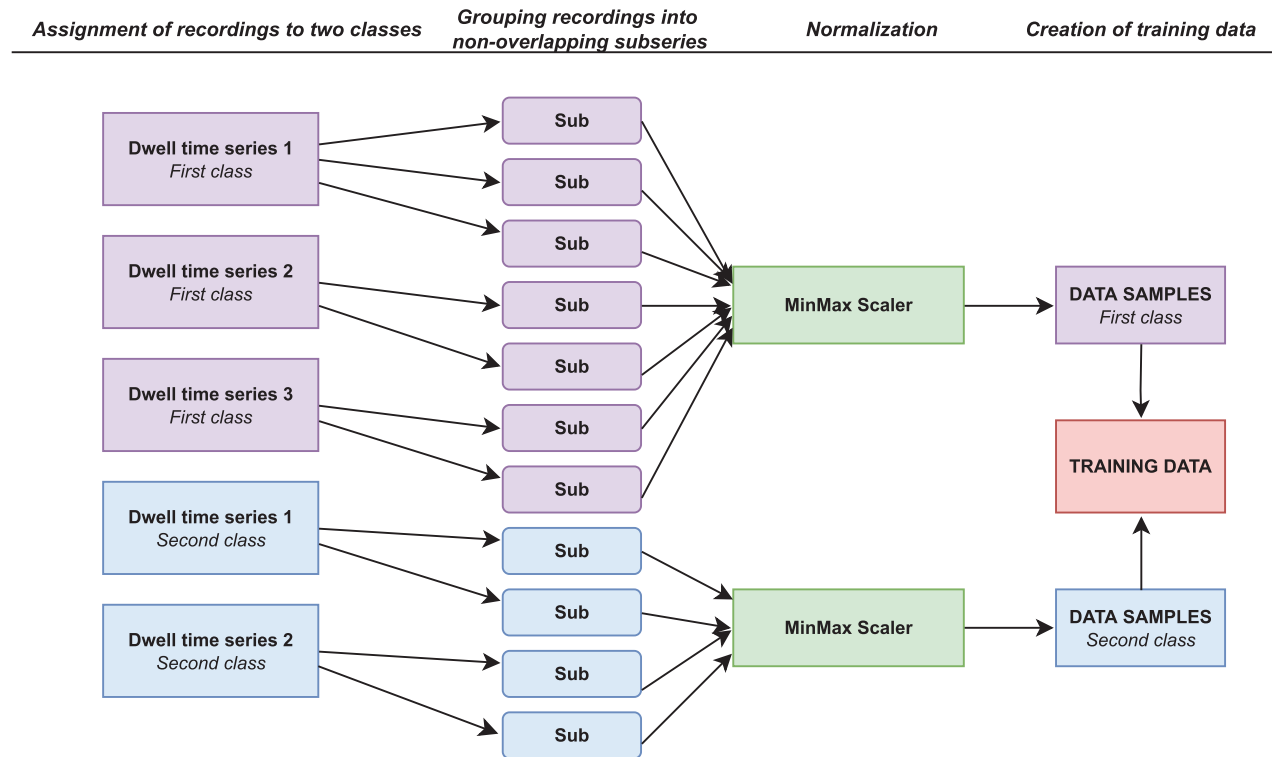 Assignment of recordings to two classes
Grouping recordings into
non-overlapping subseries
Normalization
Creation of training data
Dwell time series 1
First class
Dwell time series 2
First class
Dwell time series 3
First class
Dwell time series 1
Second class
Dwell time series 2
Second class
Sub
Sub
Sub
Sub
Sub
Sub
Sub
Sub
Sub
Sub
Sub
MinMax Scaler
MinMax Scaler
DATA SAMPLES
First class
TRAINING DATA
DATA SAMPLES
Second class